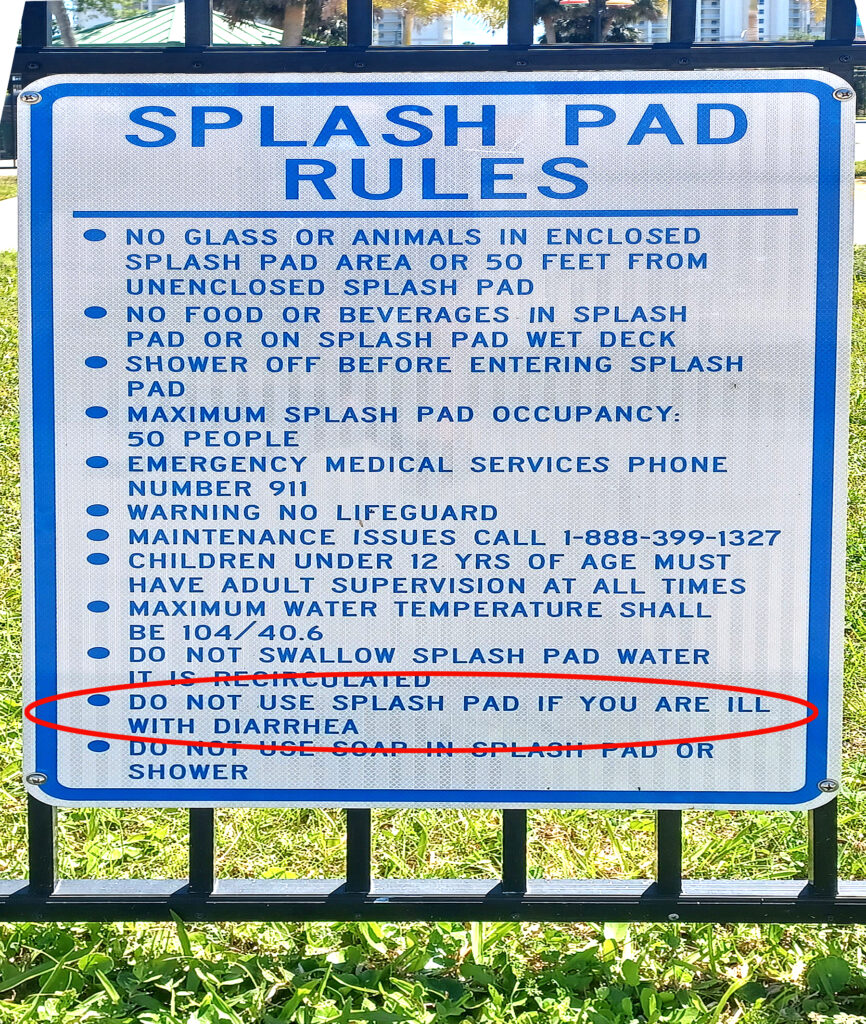 SPLASH PAD
RULES
● NO GLASS OR ANIMALS IN ENCLOSED
SPLASH PAD AREA OR 50 FEET FROM
UNENCLOSED SPLASH PAD
● NO FOOD OR BEVERAGES IN SPLASH
PAD OR ON SPLASH PAD WET DECK
● SHOWER OFF BEFORE ENTERING SPLASH
PAD
● MAXIMUM SPLASH PAD OCCUPANCY:
50 PEOPLE
● EMERGENCY MEDICAL SERVICES PHONE
NUMBER 911
● WARNING NO LIFEGUARD
● MAINTENANCE ISSUES CALL 1-888-399-1327
● CHILDREN UNDER 12 YRS OF AGE MUST
HAVE ADULT SUPERVISION AT ALL TIMES
● MAXIMUM WATER TEMPERATURE SHALL
BE 104/40.6
● DO NOT SWALLOW SPLASH PAD WATER
IT IS RECIRCULATED
● DO NOT USE SPLASH PAD IF YOU ARE ILL
WITH DIARRHEA
● DO NOT USE SOAP IN SPLASH PAD OR
SHOWER